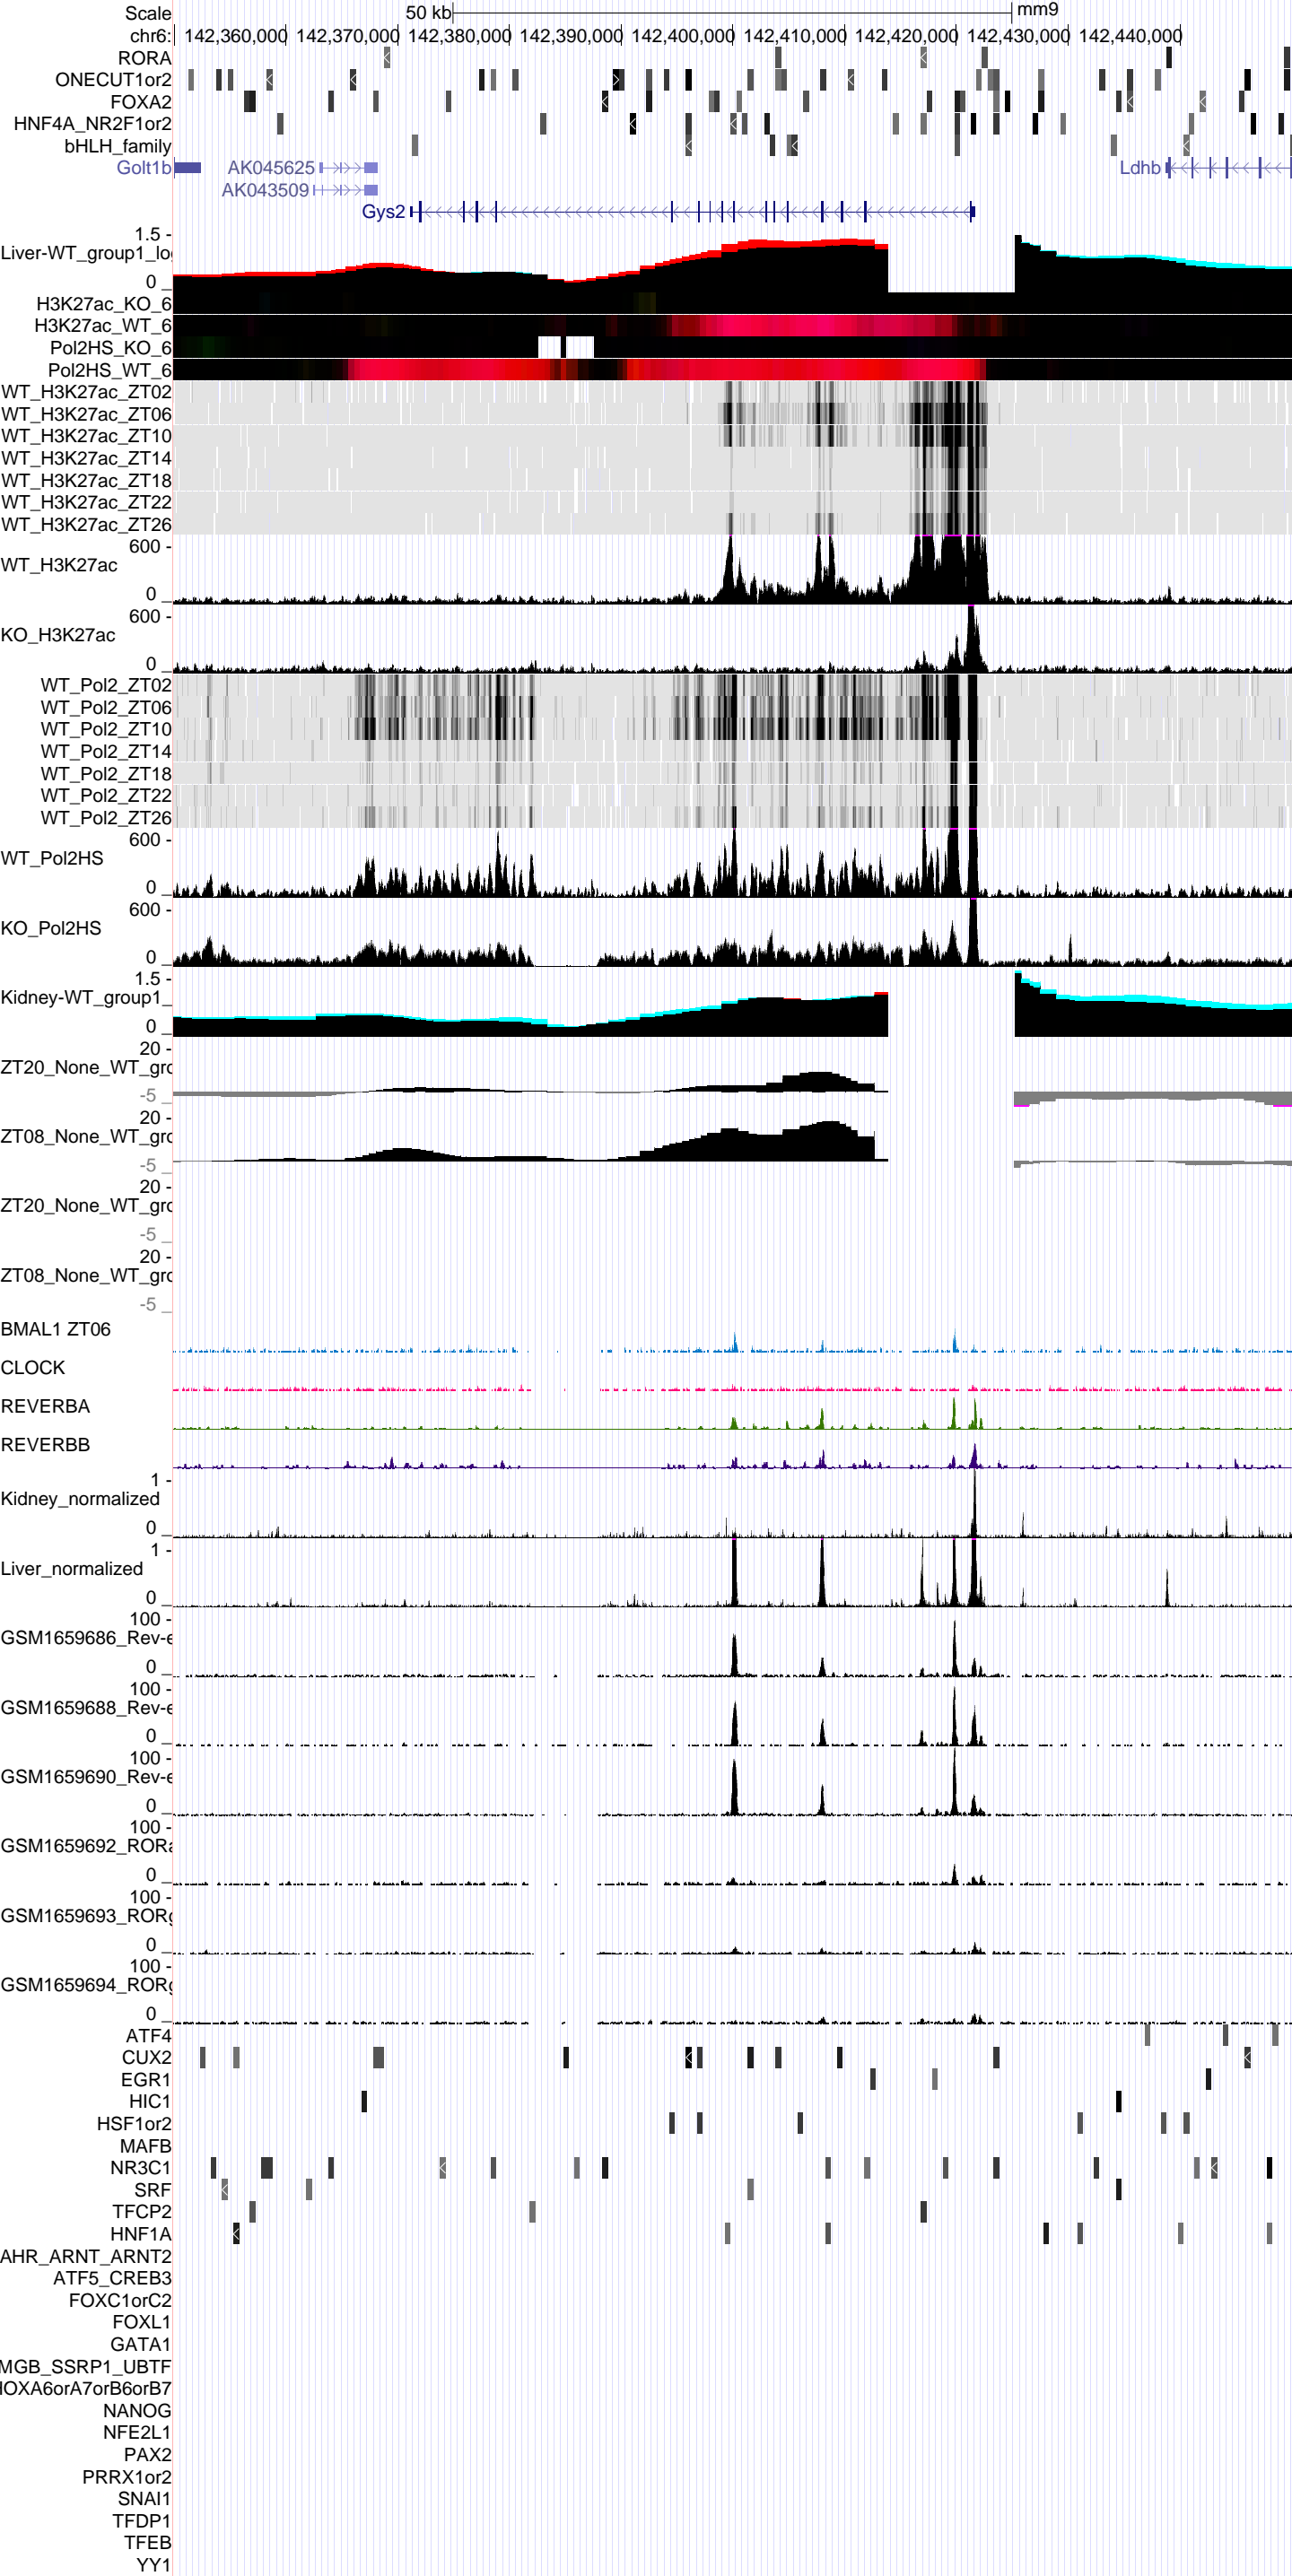 Scale 50 kb mm9
chr6: 142,360,000 142,370,000 142,380,000 142,390,000 142,400,000 142,410,000 142,420,000 142,430,000 142,440,000
RORA
ONECUT1or2
FOXA2
HNF4A_NR2F1or2
bHLH_family
Golt1b AK045625 Ldhb
AK043509
Gys2
1.5 -
Liver-WT_group1_lo
0 _
H3K27ac_KO_6
H3K27ac_WT_6
Pol2HS_KO_6
Pol2HS_WT_6
WT_H3K27ac_ZT02
WT_H3K27ac_ZT06
WT_H3K27ac_ZT10
WT_H3K27ac_ZT14
WT_H3K27ac_ZT18
WT_H3K27ac_ZT22
WT_H3K27ac_ZT26
600 -
WT_H3K27ac
0 _
600 -
KO_H3K27ac
0 _
WT_Pol2_ZT02
WT_Pol2_ZT06
WT_Pol2_ZT10
WT_Pol2_ZT14
WT_Pol2_ZT18
WT_Pol2_ZT22
WT_Pol2_ZT26
600 -
WT_Pol2HS
0 _
600 -
KO_Pol2HS
0 _
1.5 -
Kidney-WT_group1_
0 _
20 -
ZT20_None_WT_gro
-5 _
20 -
ZT08_None_WT_gro
-5 _
20 -
ZT20_None_WT_gro
-5 _
20 -
ZT08_None_WT_gro
-5 _
BMAL1 ZT06
CLOCK
REVERBA
REVERBB
1 -
Kidney_normalized
0 _
1 -
Liver_normalized
0 _
100 -
GSM1659686_Rev-e
0 _
100 -
GSM1659688_Rev-e
0 _
100 -
GSM1659690_Rev-e
0 _
100 -
GSM1659692_RORa
0 _
100 -
GSM1659693_RORg
0 _
100 -
GSM1659694_RORg
0 _
ATF4
CUX2
EGR1
HIC1
HSF1or2
MAFB
NR3C1
SRF
TFCP2
HNF1A
AHR_ARNT_ARNT2
ATF5_CREB3
FOXC1orC2
FOXL1
GATA1
MGB_SSRP1_UBTF
HOXA6orA7orB6orB7
NANOG
NFE2L1
PAX2
PRRX1or2
SNAI1
TFDP1
TFEB
YY1